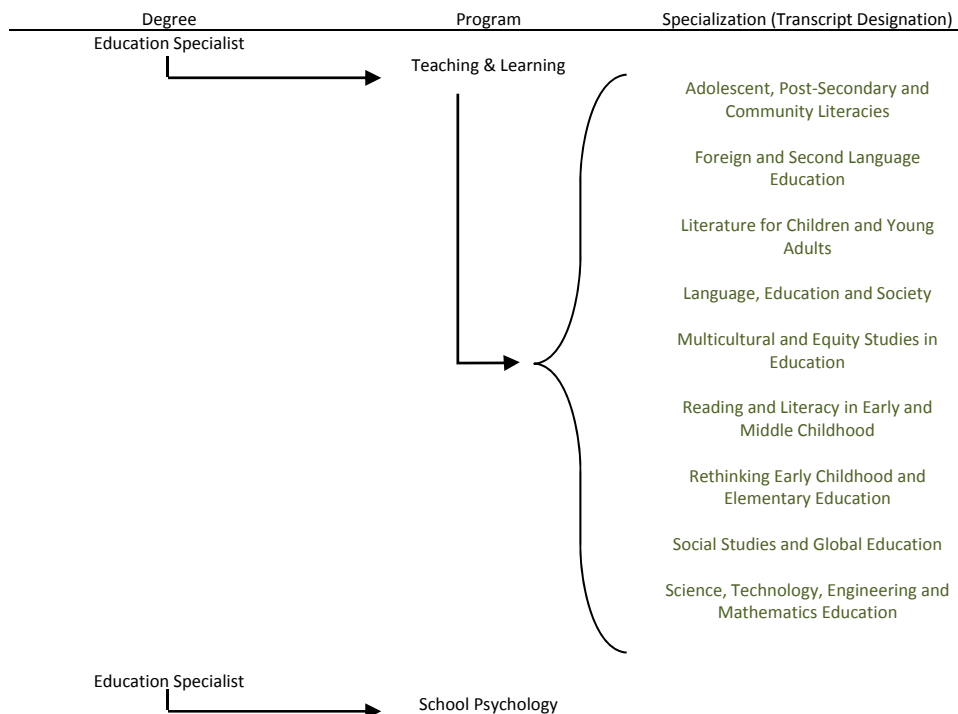 Degree Program Specialization (Transcript Designation)
Education Specialist
Teaching & Learning
Adolescent, Post-Secondary and
Community Literacies
Foreign and Second Language
Education
Literature for Children and Young
Adults
Language, Education and Society
Multicultural and Equity Studies in
Education
Reading and Literacy in Early and
Middle Childhood
Rethinking Early Childhood and
Elementary Education
Social Studies and Global Education
Science, Technology, Engineering and
Mathematics Education
Education Specialist
School Psychology